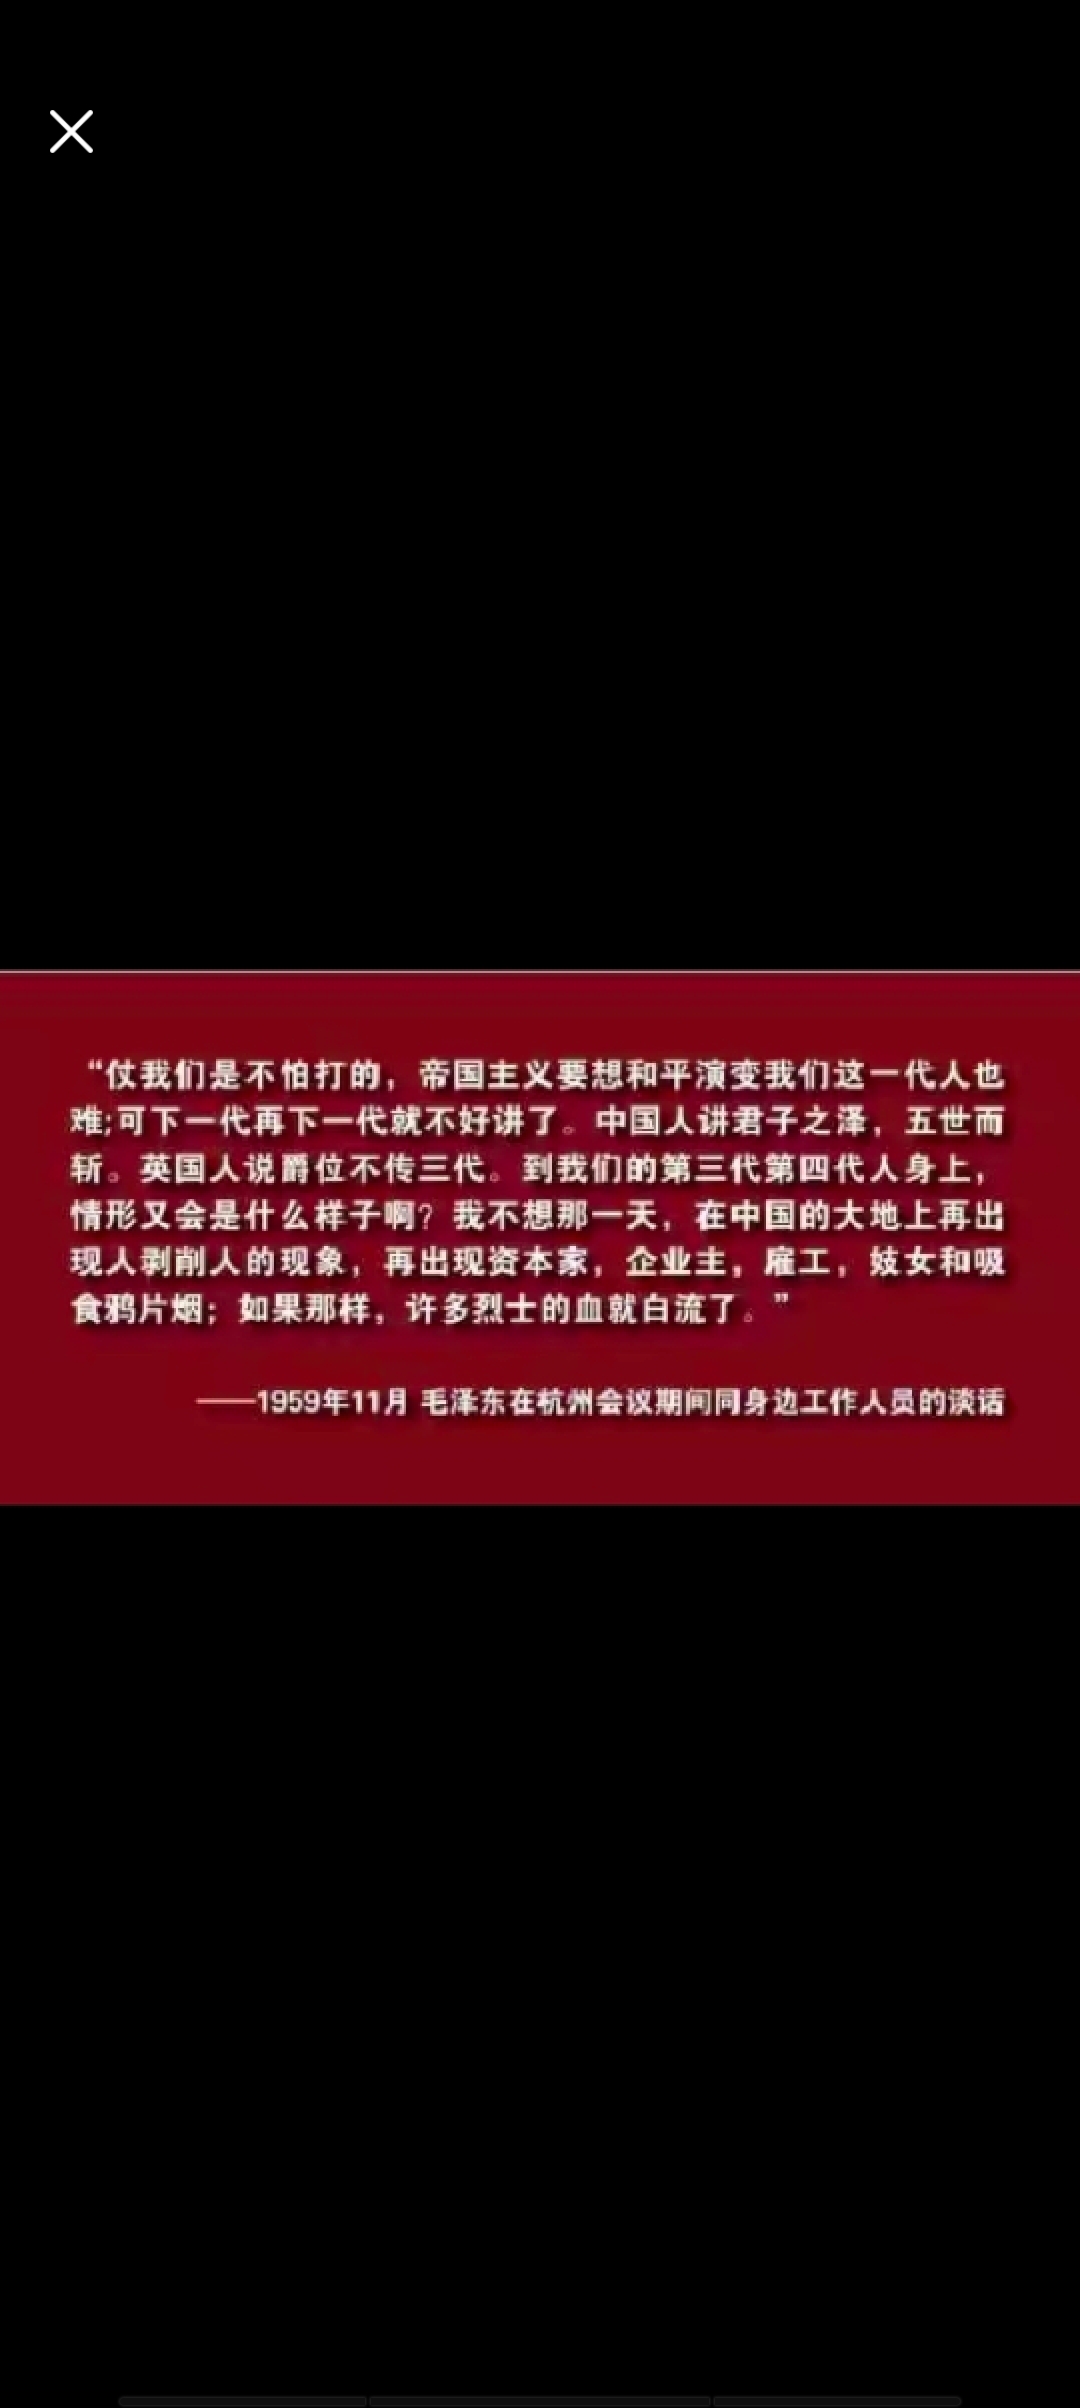 “仗我们是不怕打的，帝国主义要想和平演变我们这一代人也
难;可下一代再下一代就不好讲了。中国人讲君子之泽，五世而
斩。英国人说爵位不传三代。到我们的第三代第四代人身上，
情形又会是什么样子啊？我不想那一天，在中国的大地上再出
现人剥削人的现象，再出现资本家，企业主，雇工，妓女和吸
食鸦片烟；如果那样，许多烈士的血就白流了。”
——1959年11月 毛泽东在杭州会议期间同身边工作人员的谈话